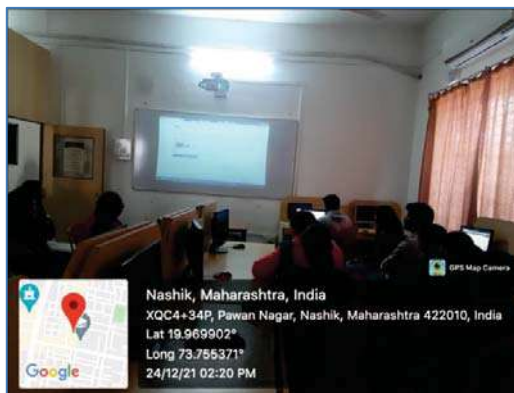 GPS Map Camera
Nashik, Maharashtra, India
XQC4+34P, Pawan Nagar, Nashik, Maharashtra 422010, India
Lat 19.969902°
Long 73.755371°
24/12/21 02:20 PM
Google